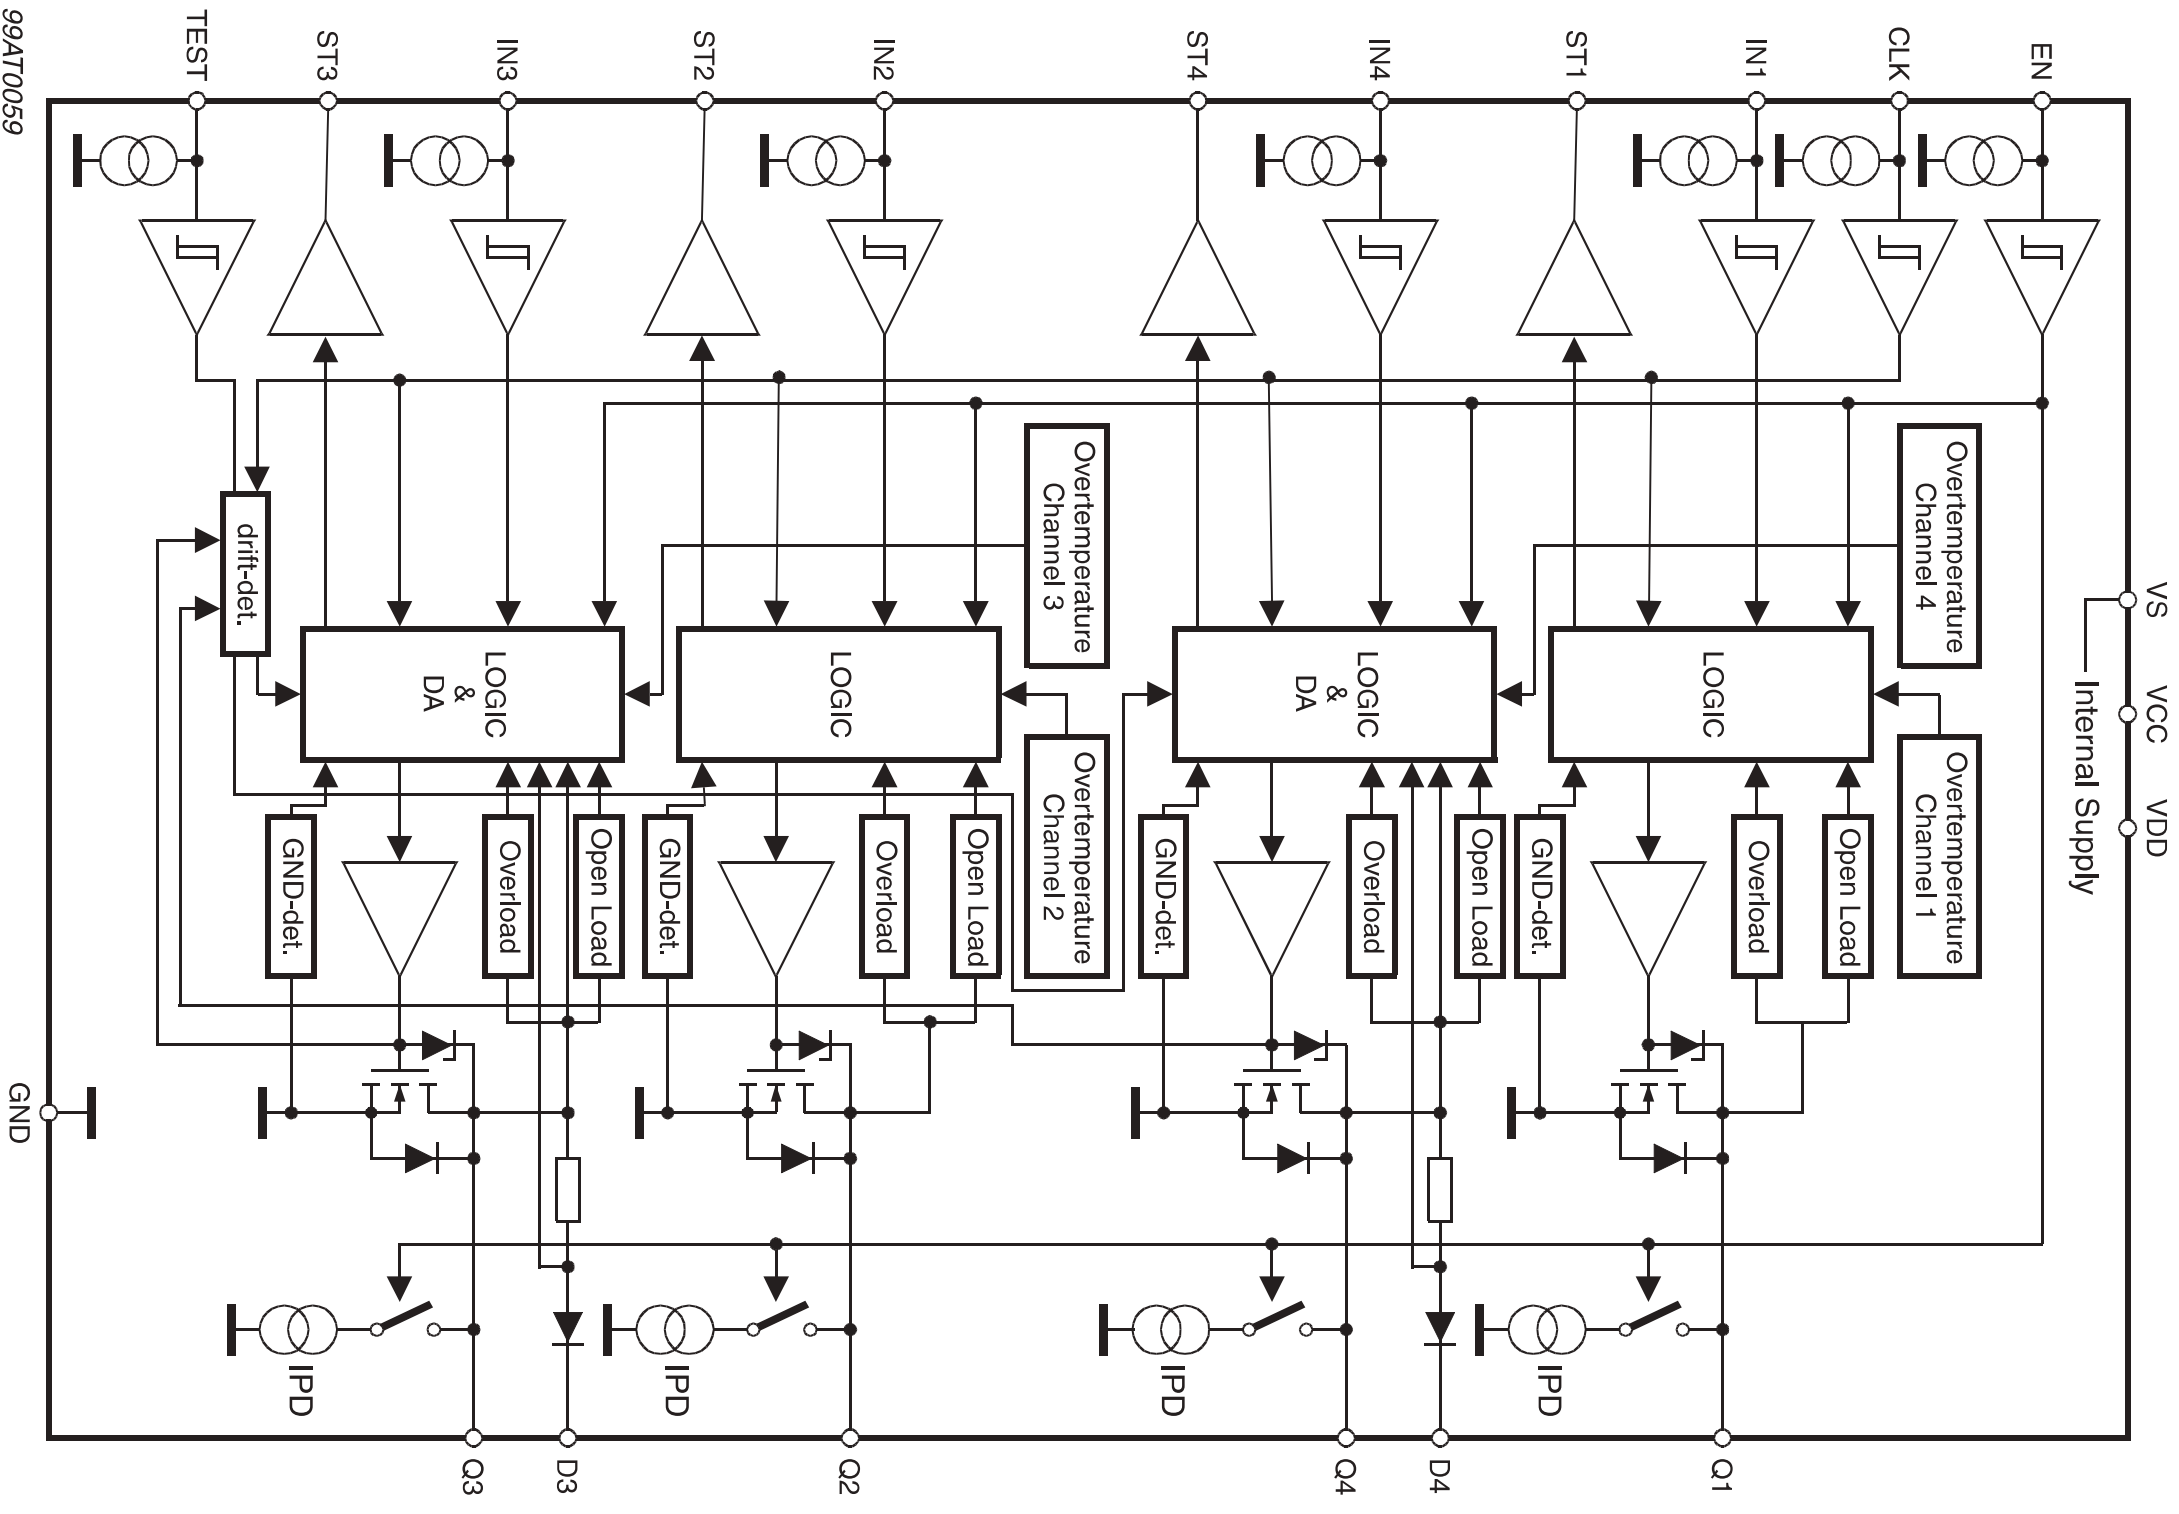 VS
VCC
VDD
Internal Supply
EN
CLK
IN1
ST1
IN4
ST4
IN2
ST2
IN3
ST3
TEST
Overtemperature
Channel 4
Overtemperature
Channel 1
LOGIC
Open Load
Overload
GND-det.
IPD
Q1
LOGIC
&
DA
Open Load
Overload
GND-det.
IPD
D4
Q4
Overtemperature
Channel 3
Overtemperature
Channel 2
LOGIC
Open Load
Overload
GND-det.
IPD
Q2
LOGIC
&
DA
Open Load
Overload
GND-det.
IPD
D3
Q3
drift-det.
GND
99AT0059